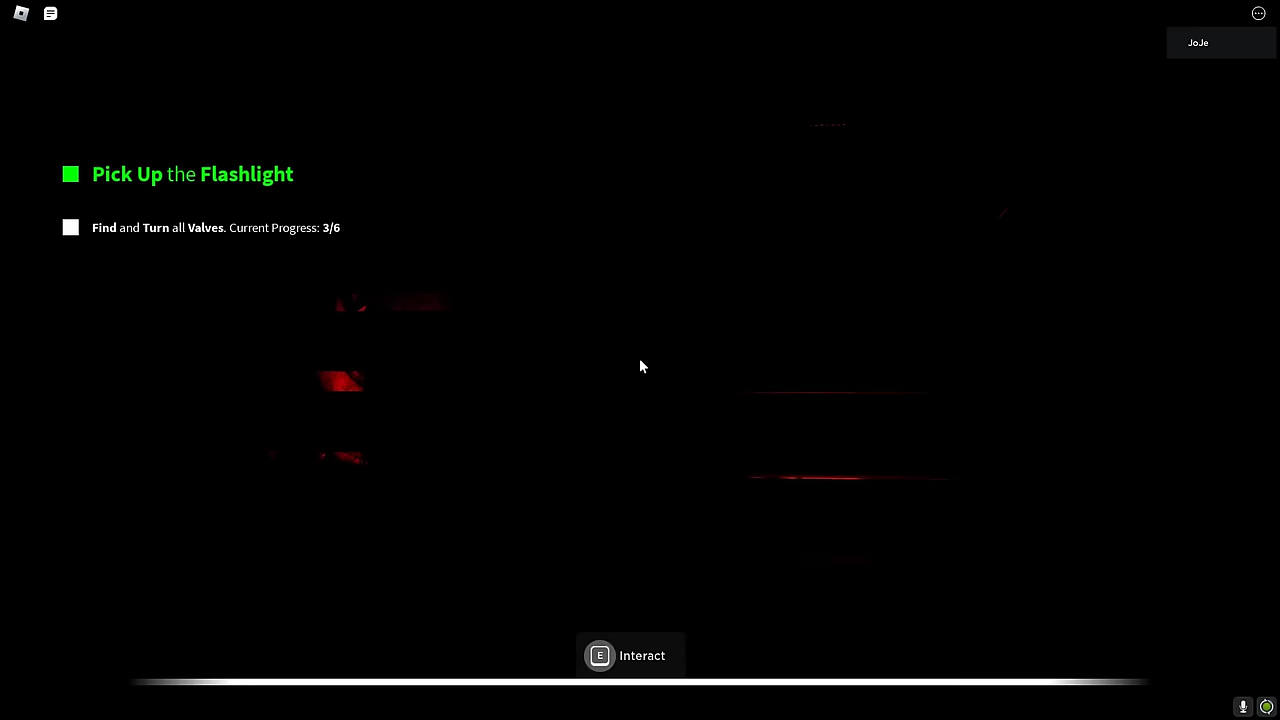 JoJe
Pick Up the Flashlight
Find and Turn all Valves. Current Progress: 3/6
E Interact